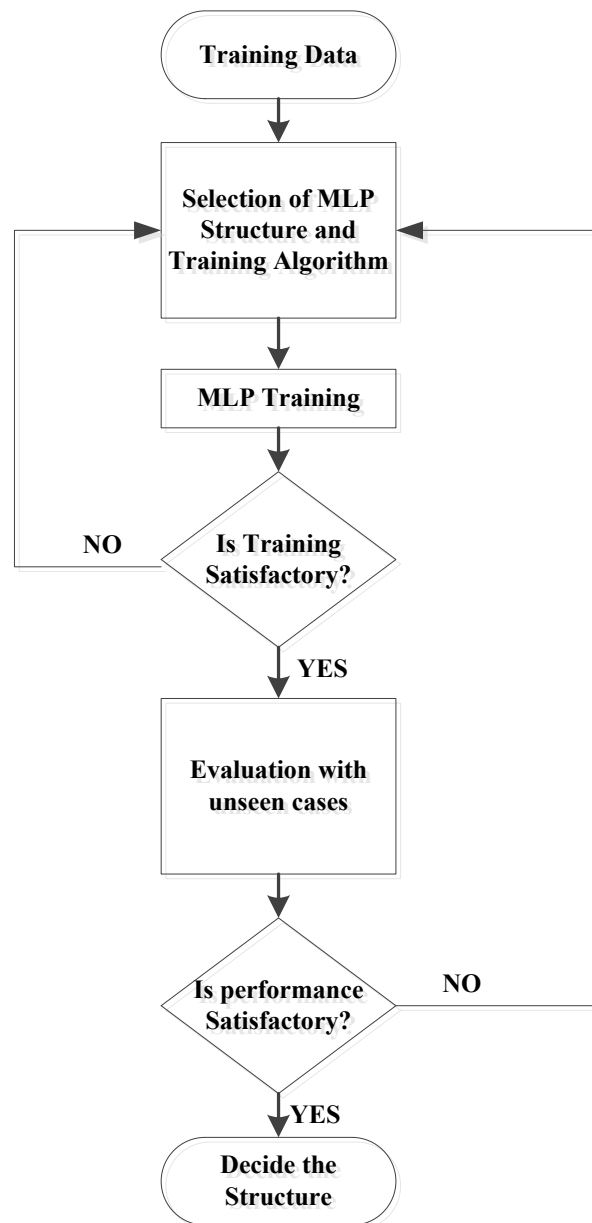 Training Data
Selection of MLP
Structure and
Training Algorithm
MLP Training
NO
Is Training
Satisfactory?
YES
Evaluation with
unseen cases
Is performance
Satisfactory?
NO
YES
Decide the
Structure